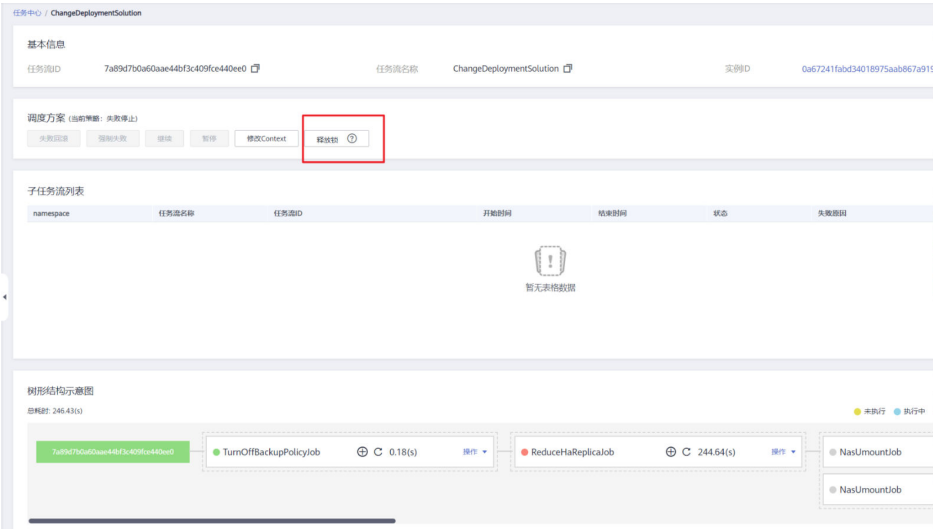 任务中心 / ChangeDeploymentSolution
基本信息
任务流ID 7a89d7b0a60aae44bf3c409fce440ee0 任务流名称 ChangeDeploymentSolution 实例ID 0a67241fabd34018975aab867a919
调度方案 (当前策略：失败停止)
失败回滚 强制失败 继续 暂停 修改Context 释放锁
子任务流列表
namespace 任务流名称 任务流ID 开始时间 结束时间 状态 失败原因
暂无表格数据
树形结构示意图
总耗时: 246.43(s) 未执行 执行中
7a89d7b0a60aae44bf3c409fce440ee0 TurnOffBackupPolicyJob 0.18(s) 操作 ReduceHaReplicaJob 244.64(s) 操作 NasUmountJob
NasUmountJob